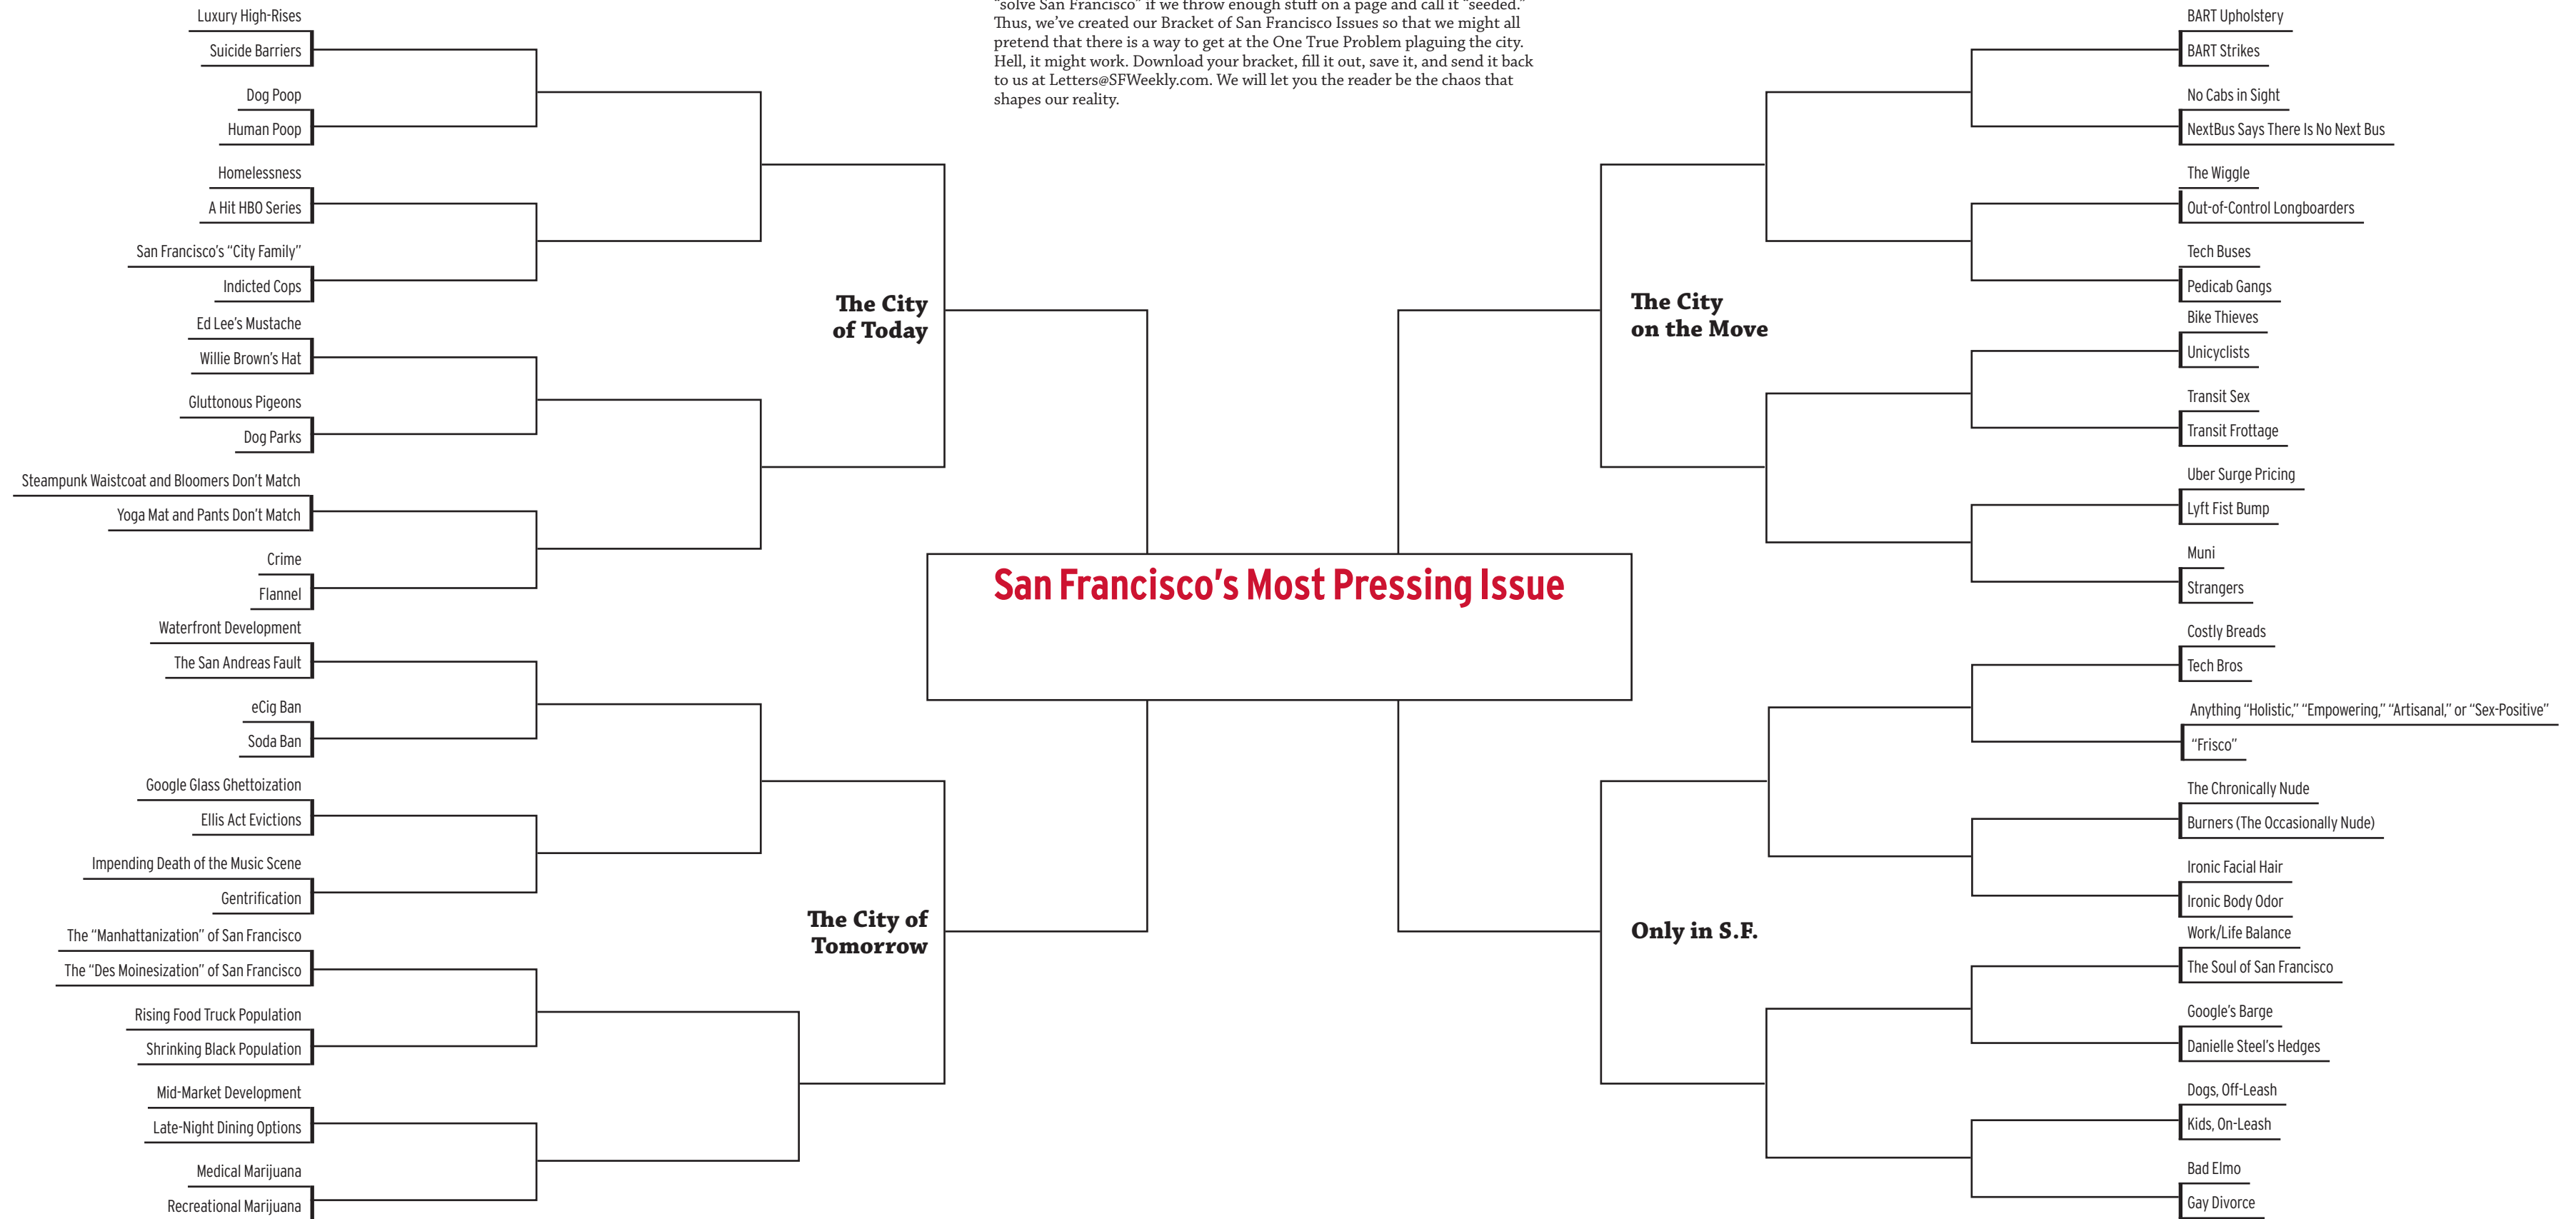 "solve San Francisco" if we throw enough stuff on a page and call it "seeded."
Thus, we've created our Bracket of San Francisco Issues so that we might all
pretend that there is a way to get at the One True Problem plaguing the city.
Hell, it might work. Download your bracket, fill it out, save it, and send it back
to us at Letters@SFWeekly.com. We will let you the reader be the chaos that
shapes our reality.
Luxury High-Rises
Suicide Barriers
Dog Poop
Human Poop
Homelessness
A Hit HBO Series
San Francisco's "City Family"
Indicted Cops
Ed Lee's Mustache
Willie Brown's Hat
Gluttonous Pigeons
Dog Parks
Steampunk Waistcoat and Bloomers Don't Match
Yoga Mat and Pants Don't Match
Crime
Flannel
The City
of Today
Waterfront Development
The San Andreas Fault
eCig Ban
Soda Ban
Google Glass Ghettoization
Ellis Act Evictions
Impending Death of the Music Scene
Gentrification
The "Manhattanization" of San Francisco
The "Des Moinesization" of San Francisco
Rising Food Truck Population
Shrinking Black Population
Mid-Market Development
Late-Night Dining Options
Medical Marijuana
Recreational Marijuana
The City of
Tomorrow
San Francisco's Most Pressing Issue
The City
on the Move
BART Upholstery
BART Strikes
No Cabs in Sight
NextBus Says There Is No Next Bus
The Wiggle
Out-of-Control Longboarders
Tech Buses
Pedicab Gangs
Bike Thieves
Unicyclists
Transit Sex
Transit Frottage
Uber Surge Pricing
Lyft Fist Bump
Muni
Strangers
Only in S.F.
Costly Breads
Tech Bros
Anything "Holistic," "Empowering," "Artisanal," or "Sex-Positive"
"Frisco"
The Chronically Nude
Burners (The Occasionally Nude)
Ironic Facial Hair
Ironic Body Odor
Work/Life Balance
The Soul of San Francisco
Google's Barge
Danielle Steel's Hedges
Dogs, Off-Leash
Kids, On-Leash
Bad Elmo
Gay Divorce